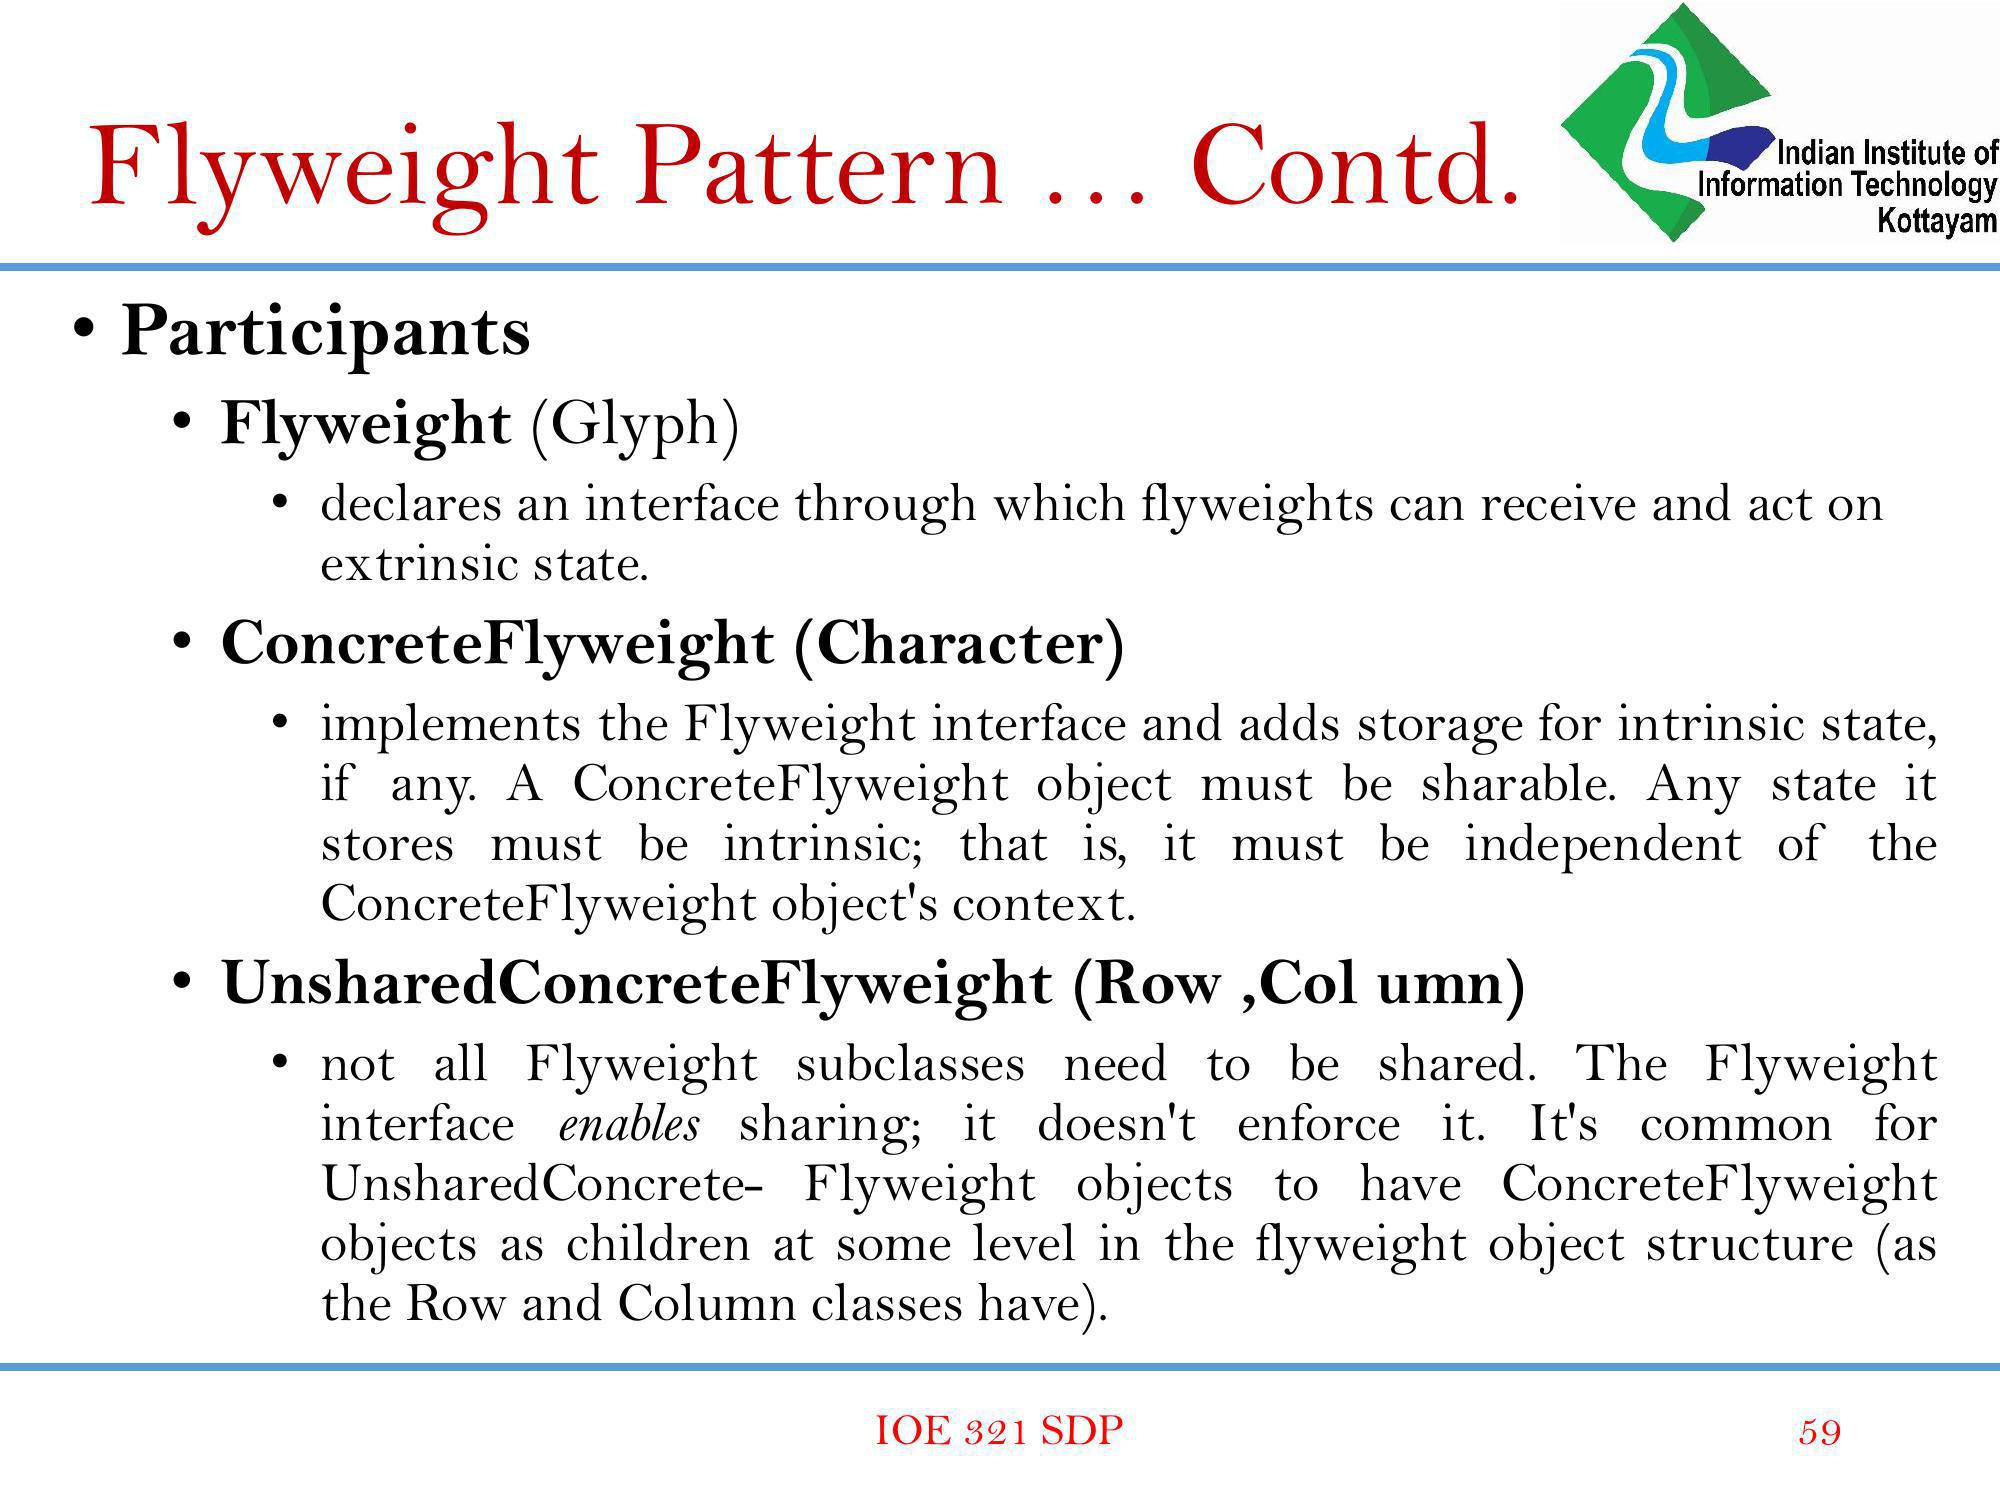 Flyweight Pattern … Contd.
Indian Institute of
Information Technology
Kottayam
• Participants
• Flyweight (Glyph)
• declares an interface through which flyweights can receive and act on
extrinsic state.
• ConcreteFlyweight (Character)
• implements the Flyweight interface and adds storage for intrinsic state,
if any. A ConcreteFlyweight object must be sharable. Any state it
stores must be intrinsic; that is, it must be independent of the
ConcreteFlyweight object's context.
• UnsharedConcreteFlyweight (Row ,Col umn)
• not all Flyweight subclasses need to be shared. The Flyweight
interface enables sharing; it doesn't enforce it. It's common for
UnsharedConcrete- Flyweight objects to have ConcreteFlyweight
objects as children at some level in the flyweight object structure (as
the Row and Column classes have).
IOE 321 SDP
59